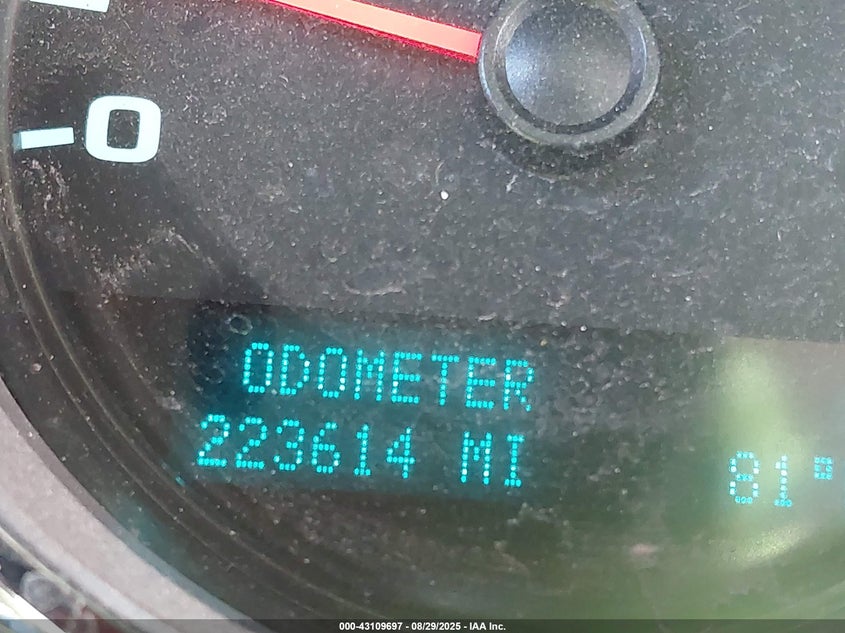 0
ODOMETER
223614 MI
81°
000-43109697 - 08/29/2025 - IAA Inc.